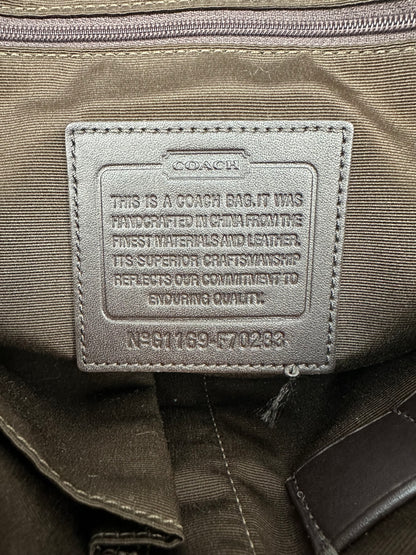 COACH
THIS IS A COACH BAG. IT WAS
HANDCRAFTED IN CHINA FROM THE
FINEST MATERIALS AND LEATHER.
ITS SUPERIOR CRAFTSMANSHIP
REFLECTS OUR COMMITMENT TO
ENDURING QUALITY.
Nº G1169-F70283